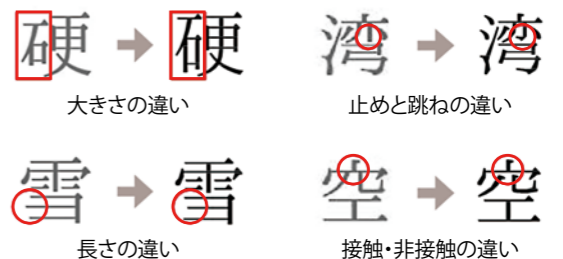 硬 → 硬
湾 → 湾
大きさの違い
止めと跳ねの違い
雪 → 雪
空 → 空
長さの違い
接触・非接触の違い